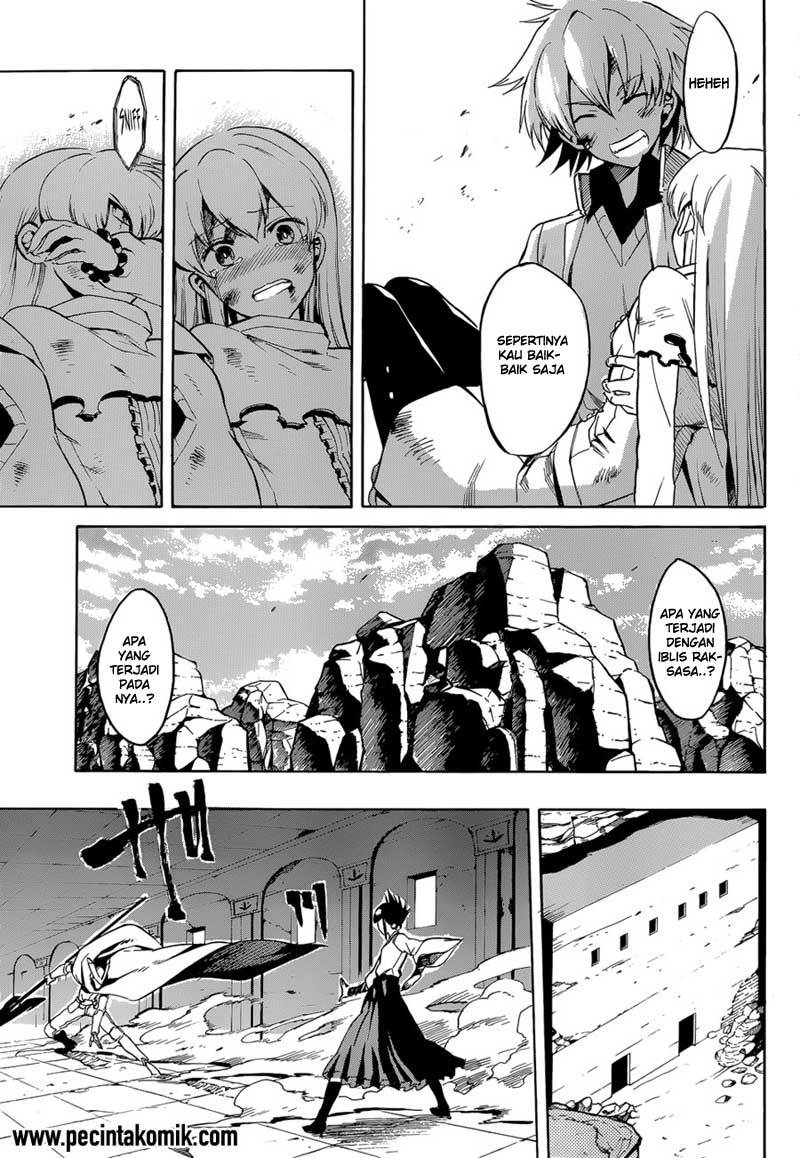 HEHEH
SEPERTINYA
KAU BAIK-
BAIK SAJA
SNIFF
APA YANG
TERJADI
DENGAN
IBLIS RAK-
SASA..?
APA
YANG
TERJADI
PADA
NYA..?
www.pecintakomik.com